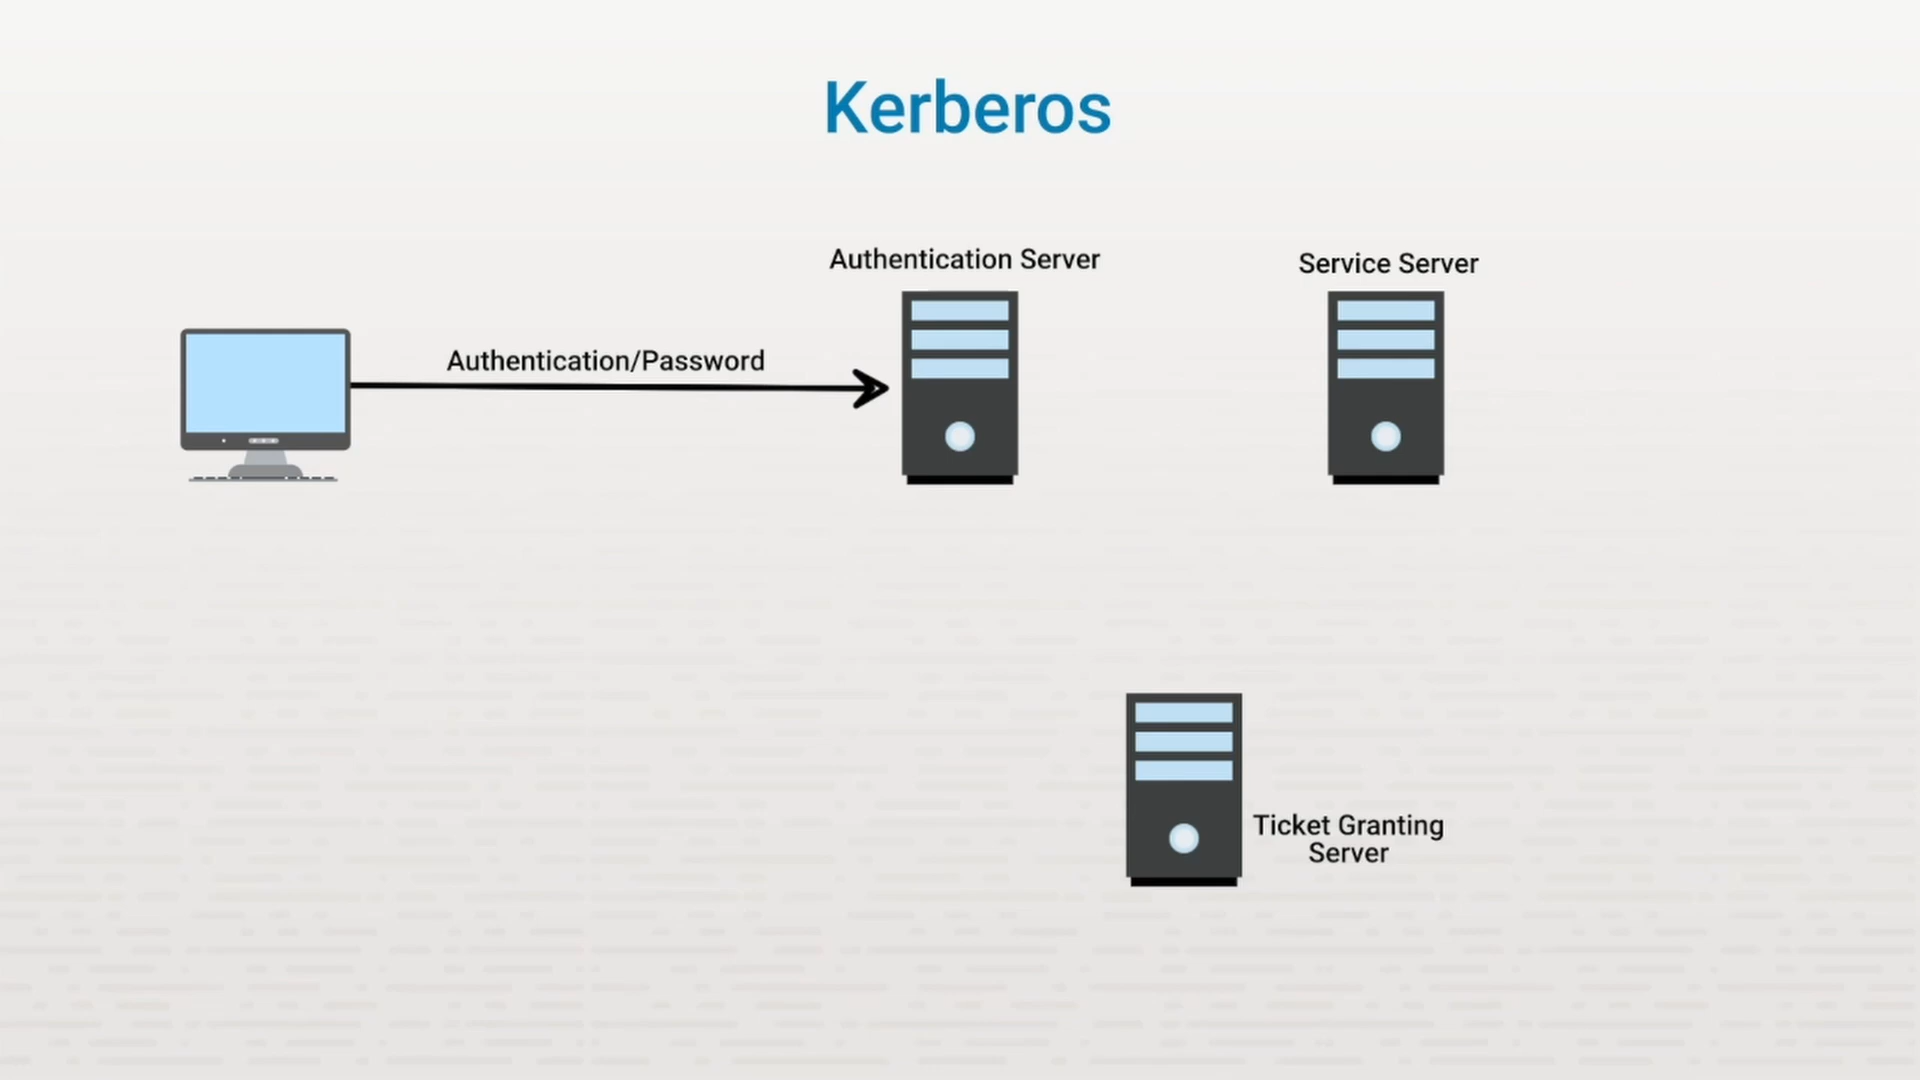 Kerberos
Authentication Server
Service Server
Authentication/Password
Ticket Granting
Server